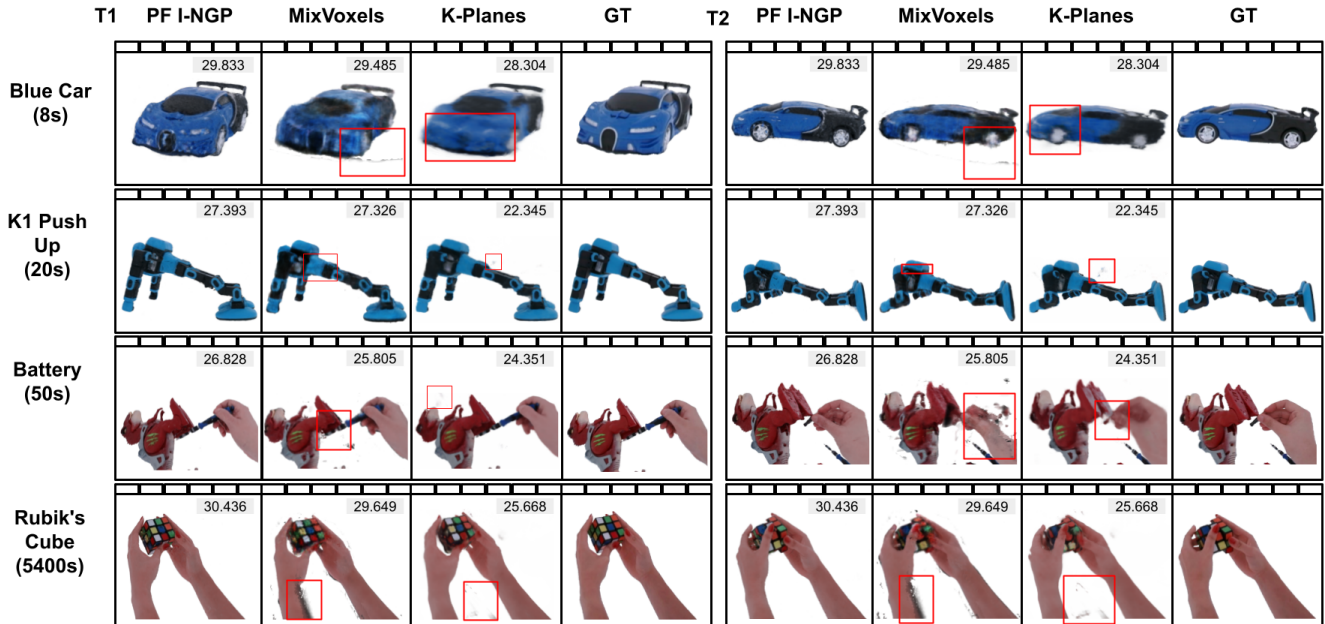 T1 PF I-NGP MixVoxels K-Planes GT T2 PF I-NGP MixVoxels K-Planes GT
29.833 29.485 28.304 29.833 29.485 28.304
Blue Car
(8s)
27.393 27.326 22.345 27.393 27.326 22.345
K1 Push
Up
(20s)
26.828 25.805 24.351 26.828 25.805 24.351
Battery
(50s)
30.436 29.649 25.668 30.436 29.649 25.668
Rubik's
Cube
(5400s)